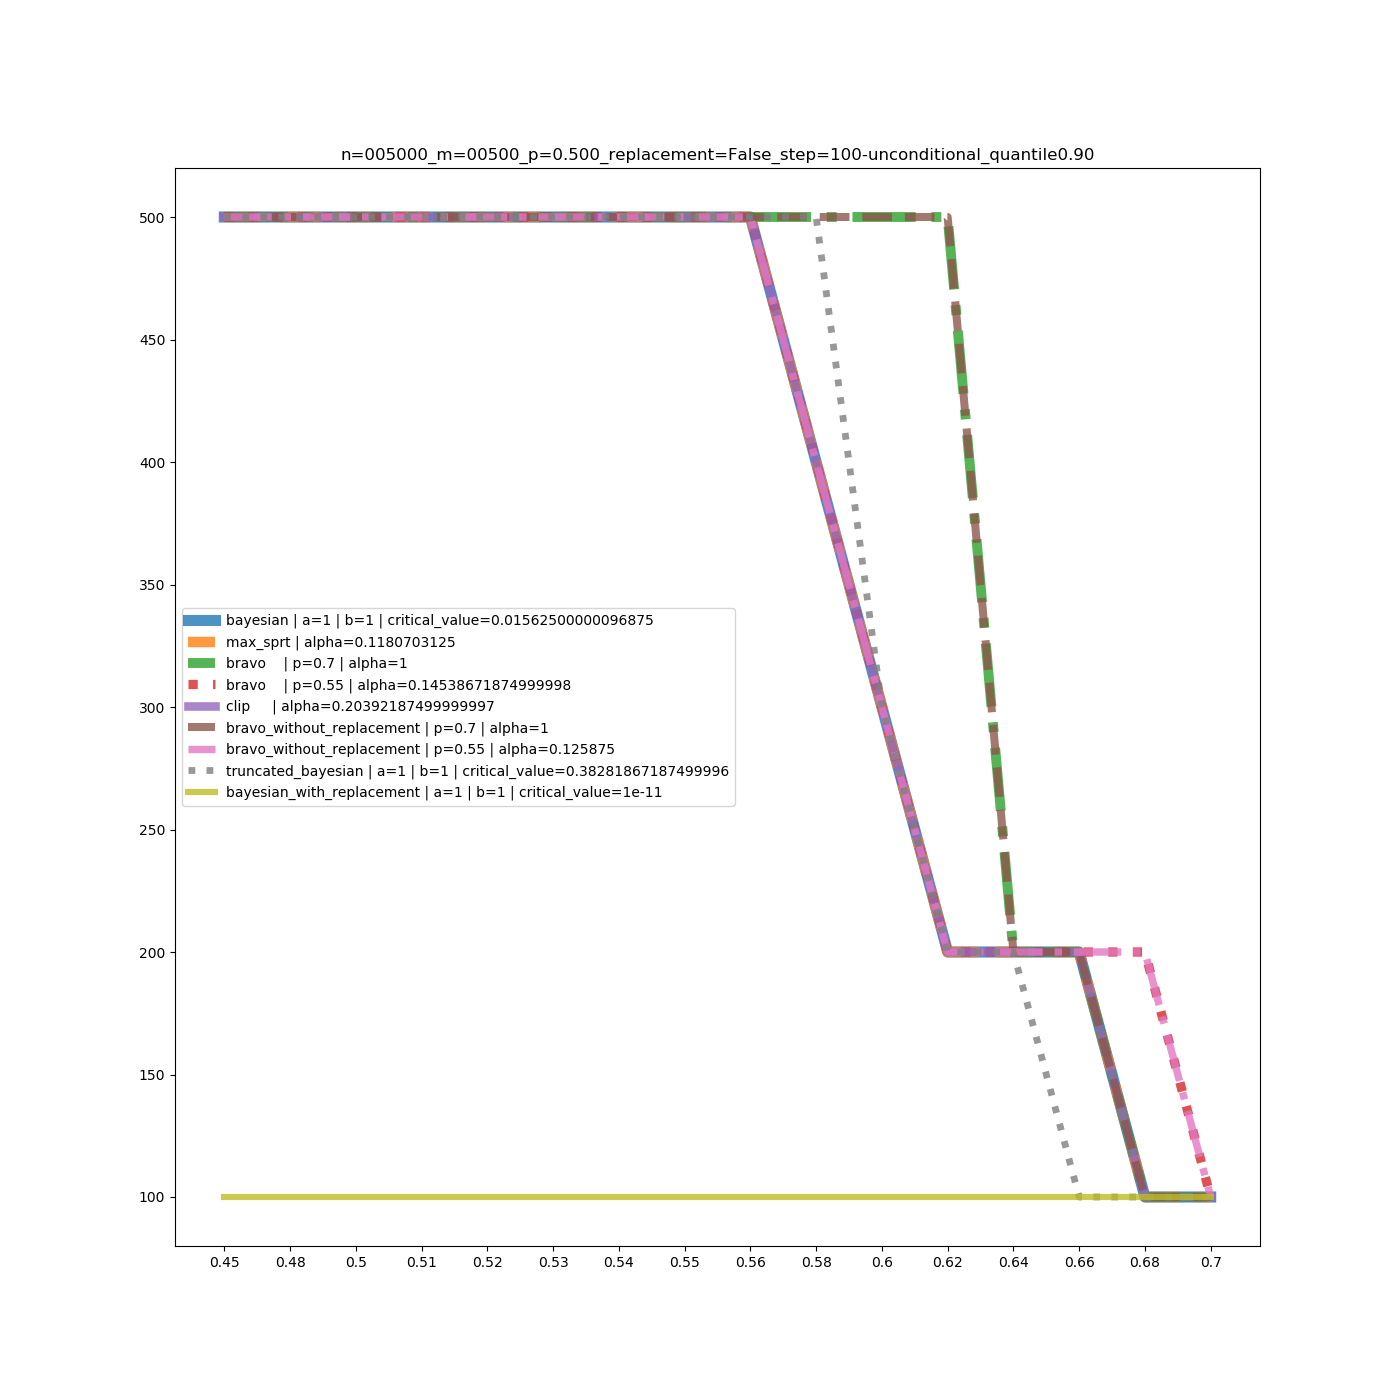 n=005000_m=00500_p=0.500_replacement=False_step=100-unconditional_quantile0.90
500
450
400
350
300
250
200
150
100
bayesian | a=1 | b=1 | critical_value=0.01562500000096875
max_sprt | alpha=0.1180703125
bravo    | p=0.7 | alpha=1
bravo    | p=0.55 | alpha=0.14538671874999998
clip     | alpha=0.20392187499999997
bravo_without_replacement | p=0.7 | alpha=1
bravo_without_replacement | p=0.55 | alpha=0.125875
truncated_bayesian | a=1 | b=1 | critical_value=0.38281867187499996
bayesian_with_replacement | a=1 | b=1 | critical_value=1e-11
0.45 0.48 0.5 0.51 0.52 0.53 0.54 0.55 0.56 0.58 0.6 0.62 0.64 0.66 0.68 0.7